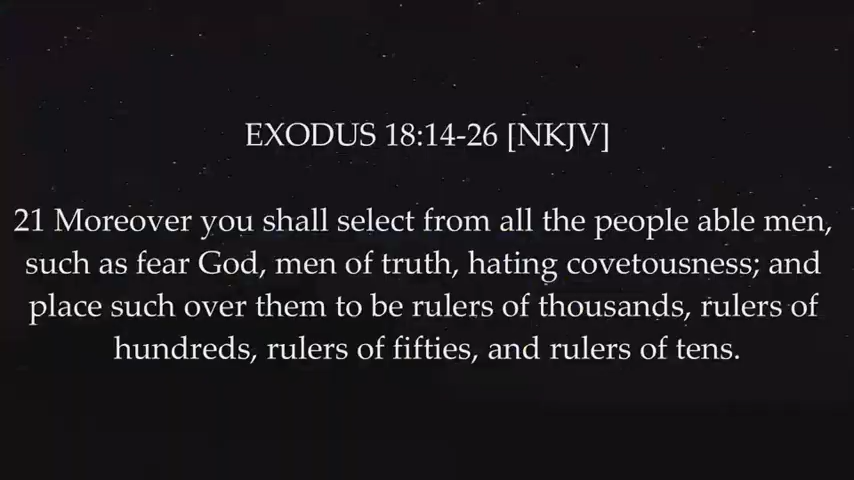 EXODUS 18:14-26 [NKJV]
21 Moreover you shall select from all the people able men,
such as fear God, men of truth, hating covetousness; and
place such over them to be rulers of thousands, rulers of
hundreds, rulers of fifties, and rulers of tens.